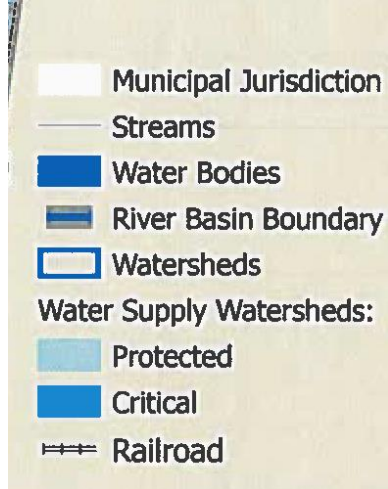 Municipal Jurisdiction
Streams
Water Bodies
River Basin Boundary
Watersheds
Water Supply Watersheds:
Protected
Critical
Railroad